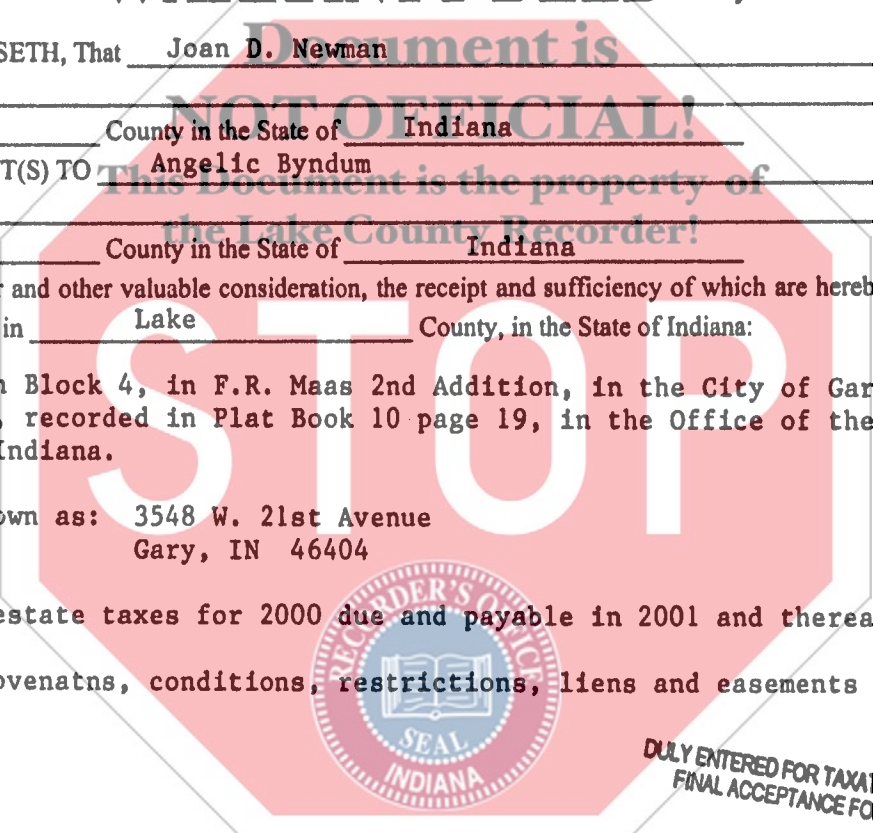 WARRANTY DEED
SETH, That Joan D. Newman
Document is
NOT OFFICIAL!
County in the State of Indiana
T(S) TO Angelic Byndum
This Document is the property of
the Lake County Recorder!
County in the State of Indiana
and other valuable consideration, the receipt and sufficiency of which are hereb
in Lake County, in the State of Indiana:
STOP
Block 4, in F.R. Maas 2nd Addition, in the City of Gar
, recorded in Plat Book 10 page 19, in the Office of the
Indiana.
own as: 3548 W. 21st Avenue
Gary, IN 46404
estate taxes for 2000 due and payable in 2001 and therea
ovenatns, conditions, restrictions, liens and easements
RECORDER'S OFFICE
SEAL
INDIANA
DULY ENTERED FOR TAXAT
FINAL ACCEPTANCE FO